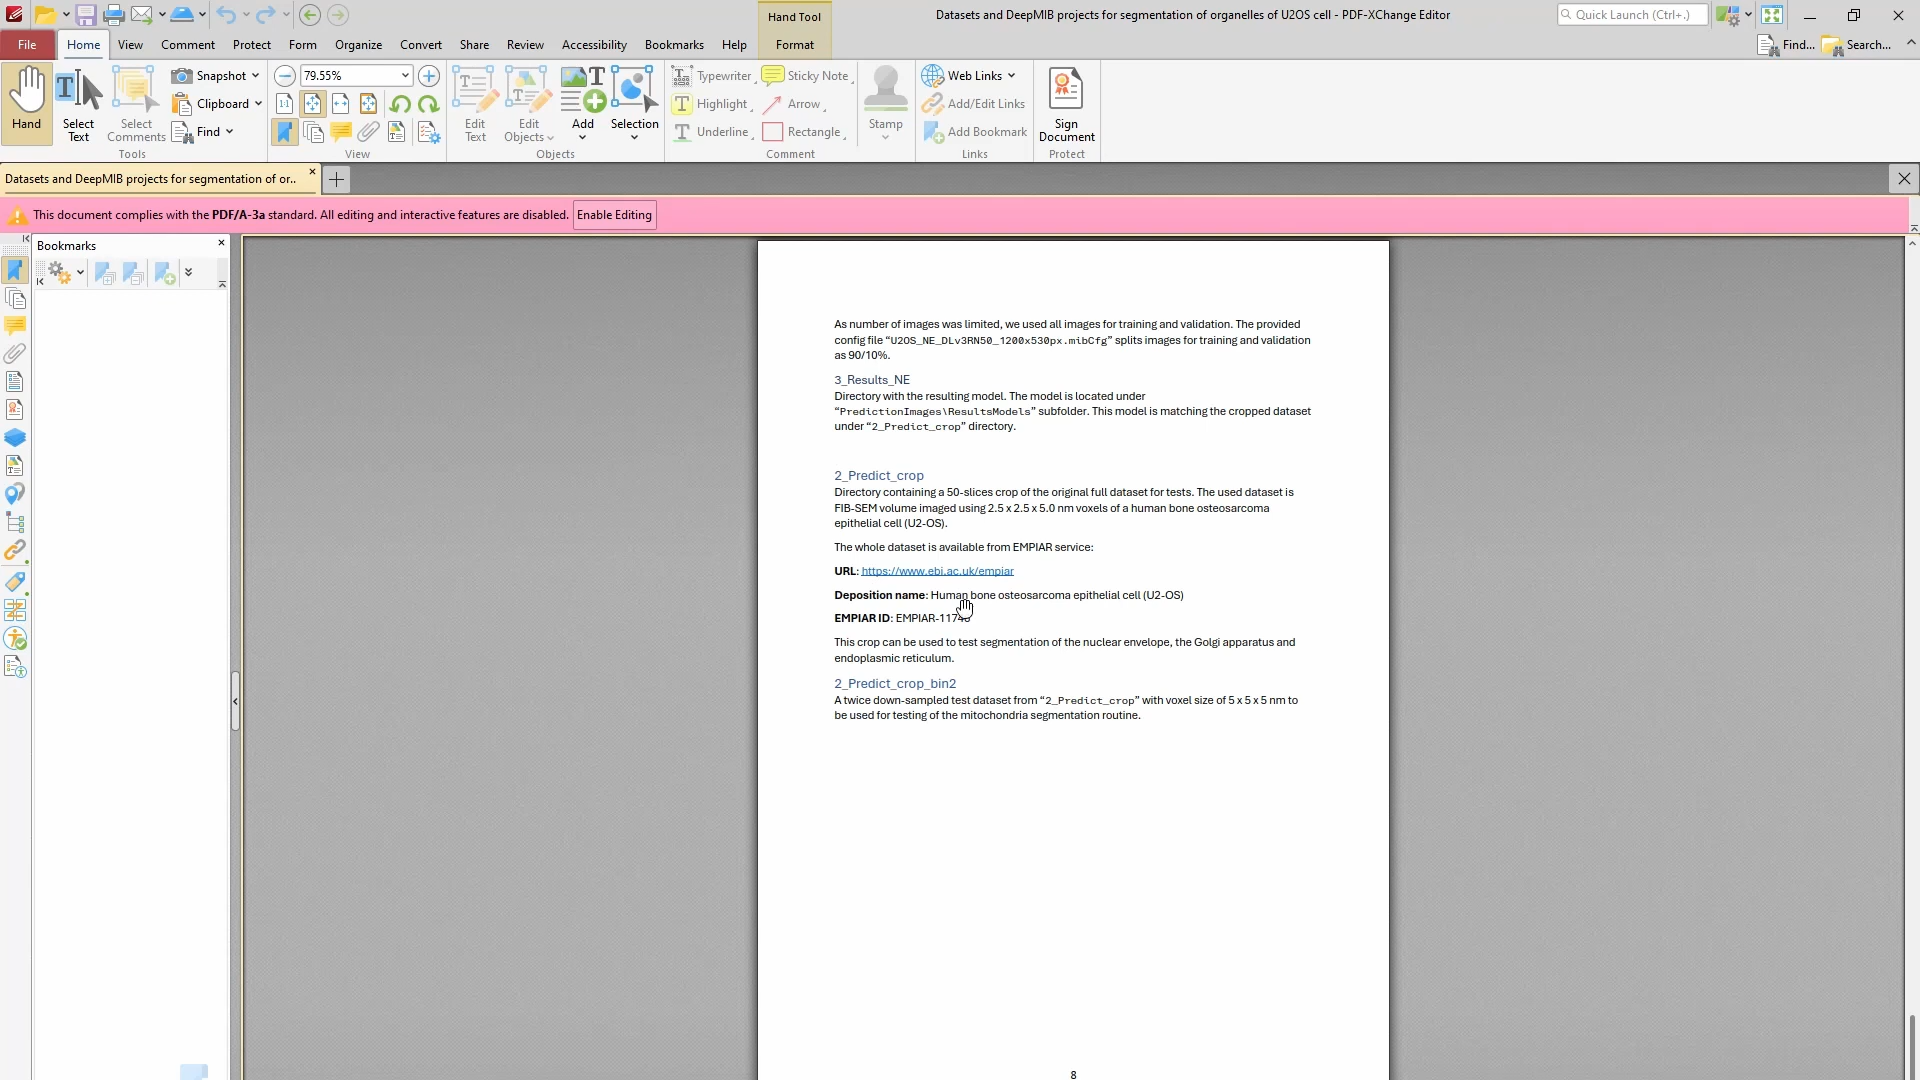 Hand Tool
Datasets and DeepMIB projects for segmentation of organelles of U2OS cell - PDF-XChange Editor
Quick Launch (Ctrl+.)
File
Home
View
Comment
Protect
Form
Organize
Convert
Share
Review
Accessibility
Bookmarks
Help
Format
Find...
Search...
Hand
Select
Text
Select
Comments
Snapshot
Clipboard
Find
Tools
79.55%
1:1
View
Edit
Text
Edit
Objects
Add
Selection
Objects
Typewriter
Highlight
Underline
Sticky Note
Arrow
Rectangle
Comment
Stamp
Web Links
Add/Edit Links
Add Bookmark
Links
Sign
Document
Protect
Datasets and DeepMIB projects for segmentation of or..
This document complies with the PDF/A-3a standard. All editing and interactive features are disabled.
Enable Editing
Bookmarks
As number of images was limited, we used all images for training and validation. The provided
config file “U2OS_NE_DLv3RN50_1200x530px.mibCfg” splits images for training and validation
as 90/10%.
3_Results_NE
Directory with the resulting model. The model is located under
“PredictionImages\ResultsModels” subfolder. This model is matching the cropped dataset
under “2_Predict_crop” directory.
2_Predict_crop
Directory containing a 50-slices crop of the original full dataset for tests. The used dataset is
FIB-SEM volume imaged using 2.5 x 2.5 x 5.0 nm voxels of a human bone osteosarcoma
epithelial cell (U2-OS).
The whole dataset is available from EMPIAR service:
URL: https://www.ebi.ac.uk/empiar
Deposition name: Human bone osteosarcoma epithelial cell (U2-OS)
EMPIAR ID:
This crop can be used to test segmentation of the nuclear envelope, the Golgi apparatus and
endoplasmic reticulum.
2_Predict_crop_bin2
A twice down-sampled test dataset from “2_Predict_crop” with voxel size of 5 x 5 x 5 nm to
be used for testing of the mitochondria segmentation routine.
8